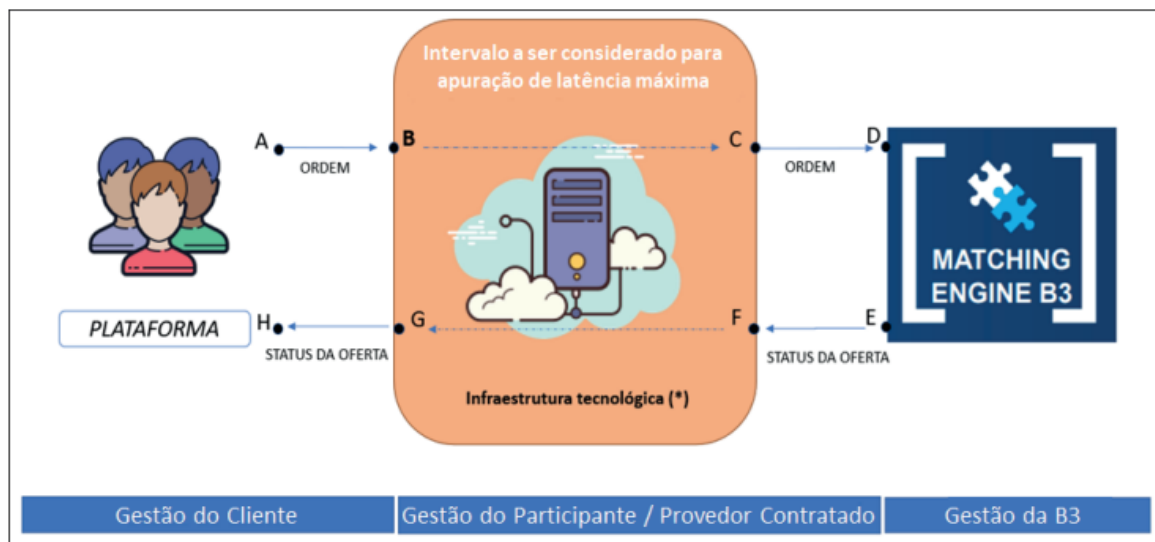 Intervalo a ser considerado para
apuração de latência máxima
A
B
C
D
ORDEM
ORDEM
MATCHING
ENGINE B3
PLATAFORMA
H
G
F
E
STATUS DA OFERTA
STATUS DA OFERTA
Infraestrutura tecnológica (*)
Gestão do Cliente
Gestão do Participante / Provedor Contratado
Gestão da B3